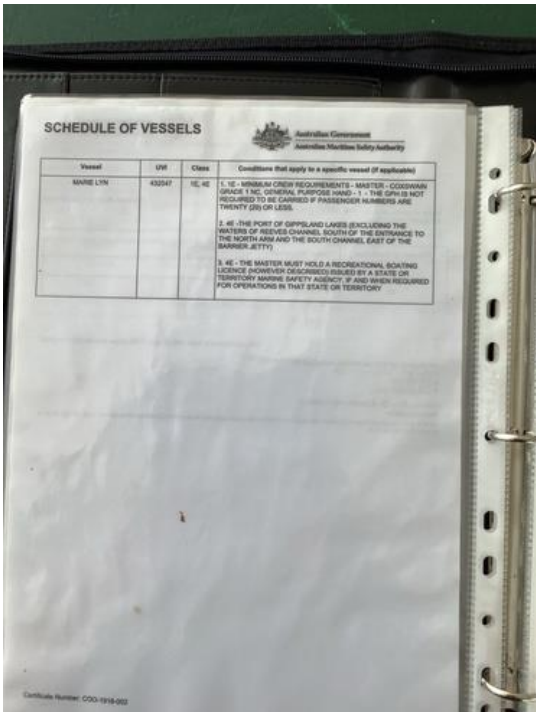 SCHEDULE OF VESSELS
Australian Government
Australian Maritime Safety Authority
Vessel UVI Class Conditions that apply to a specific vessel (if applicable)
MARIE LYN 432047 1E, 4E 1. 1E - MINIMUM CREW REQUIREMENTS - MASTER - COXSWAIN
GRADE 1 NC, GENERAL PURPOSE HAND - 1 - THE GPH IS NOT
REQUIRED TO BE CARRIED IF PASSENGER NUMBERS ARE
TWENTY (20) OR LESS.
2. 4E -THE PORT OF GIPPSLAND LAKES (EXCLUDING THE
WATERS OF REEVES CHANNEL SOUTH OF THE ENTRANCE TO
THE NORTH ARM AND THE SOUTH CHANNEL EAST OF THE
BARRIER JETTY)
3. 4E - THE MASTER MUST HOLD A RECREATIONAL BOATING
LICENCE (HOWEVER DESCRIBED) ISSUED BY A STATE OR
TERRITORY MARINE SAFETY AGENCY, IF AND WHEN REQUIRED
FOR OPERATIONS IN THAT STATE OR TERRITORY
Certificate Number: COO-1918-002